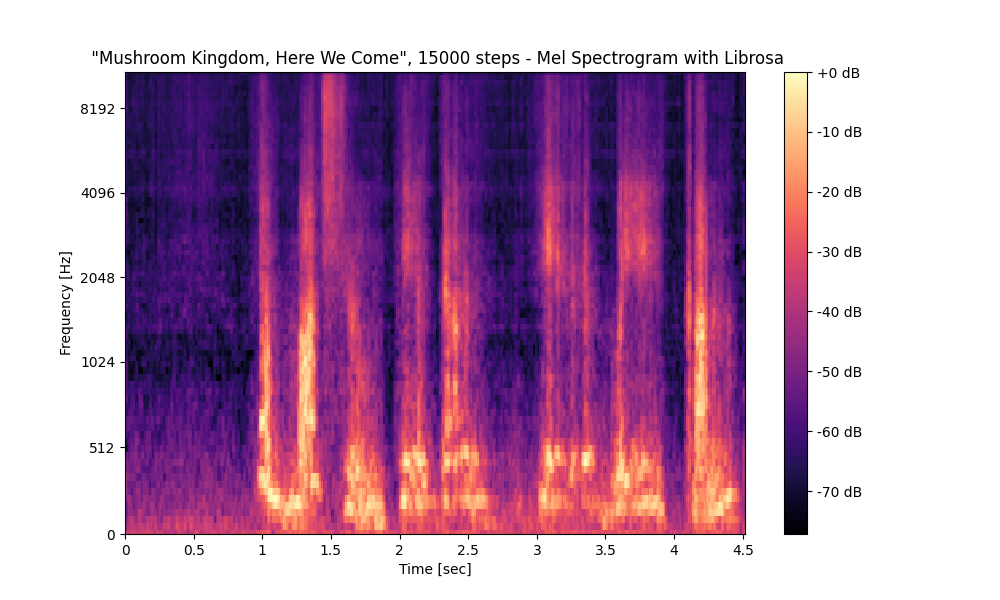 "Mushroom Kingdom, Here We Come", 15000 steps - Mel Spectrogram with Librosa
+0 dB
8192
-10 dB
4096
-20 dB
-30 dB
2048
-40 dB
Frequency [Hz]
1024
-50 dB
-60 dB
512
-70 dB
0
0 0.5 1 1.5 2 2.5 3 3.5 4 4.5
Time [sec]